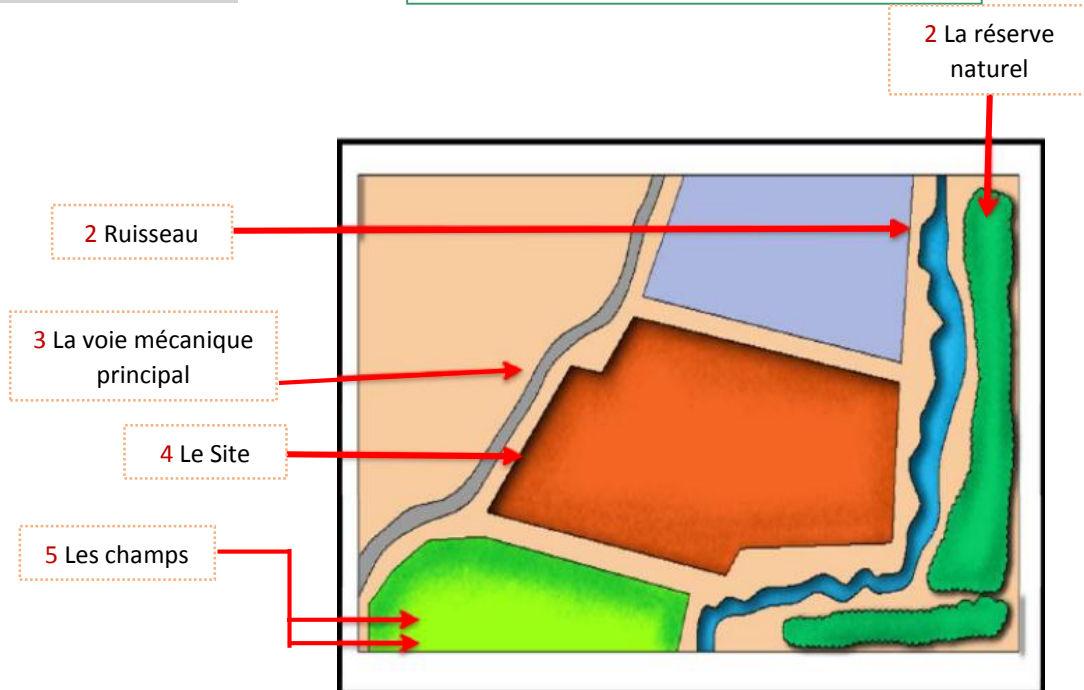 2 La réserve
naturel
2 Ruisseau
3 La voie mécanique
principal
4 Le Site
5 Les champs